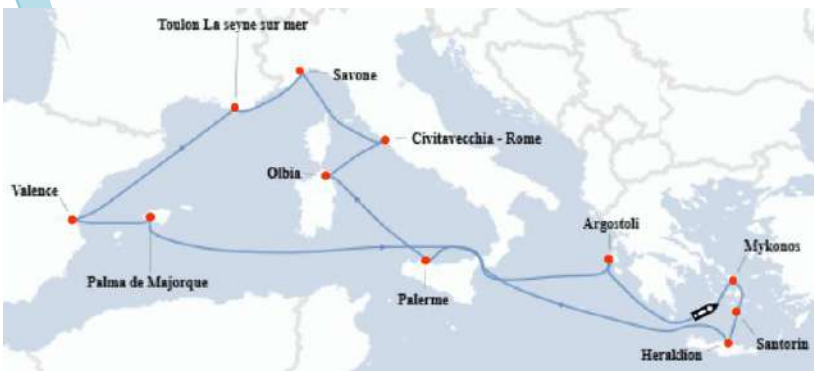 Toulon La seyne sur mer
Savone
Civitavecchia - Rome
Olbia
Valence
Argostoli
Mykonos
Palma de Majorque
Palerme
Santorin
Heraklion